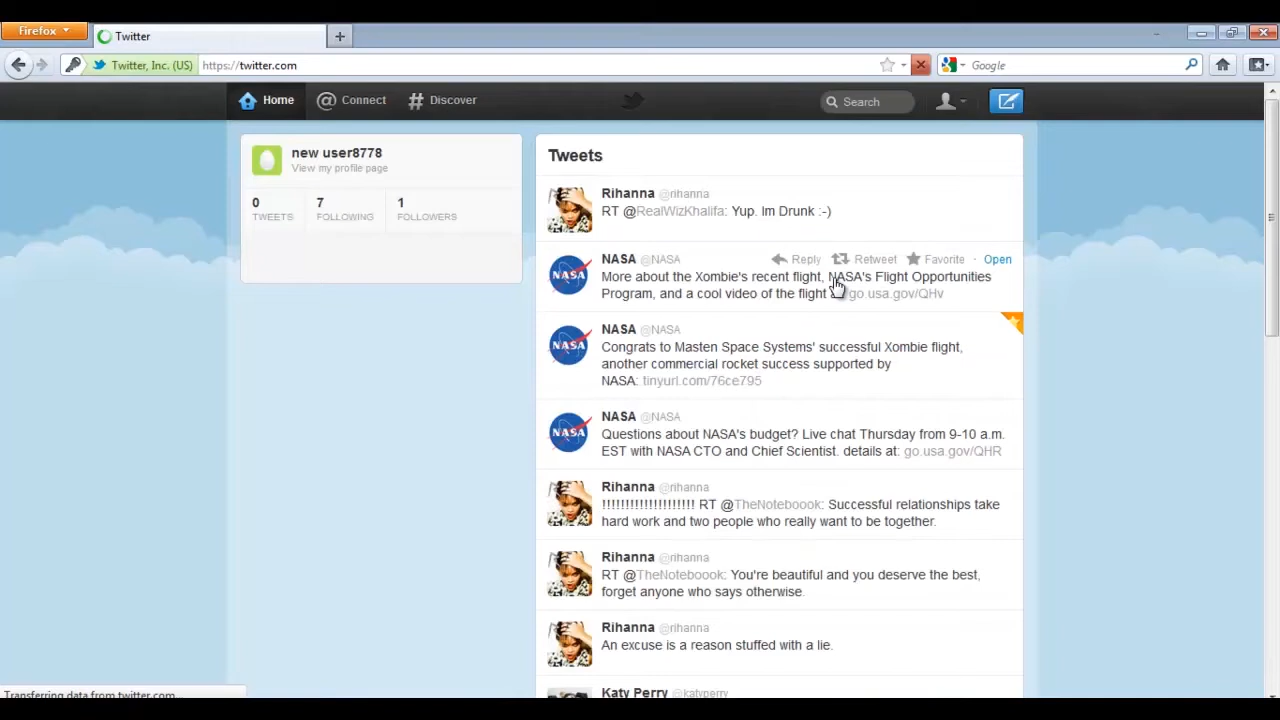 Firefox
Twitter
Twitter, Inc. (US)
https://twitter.com
Google
Home
Connect
Discover
Search
new user8778
View my profile page
0
TWEETS
7
FOLLOWING
1
FOLLOWERS
Tweets
Rihanna @rihanna
RT @RealWizKhalifa: Yup. Im Drunk :-)
NASA @NASA
Reply Retweet Favorite · Open
More about the Xombie's recent flight, NASA's Flight Opportunities
Program, and a cool video of the flight go.usa.gov/QHv
NASA @NASA
Congrats to Masten Space Systems' successful Xombie flight,
another commercial rocket success supported by
NASA: tinyurl.com/76ce795
NASA @NASA
Questions about NASA's budget? Live chat Thursday from 9-10 a.m.
EST with NASA CTO and Chief Scientist. details at: go.usa.gov/QHR
Rihanna @rihanna
!!!!!!!!!!!!!!!!!!!! RT @TheNoteboook: Successful relationships take
hard work and two people who really want to be together.
Rihanna @rihanna
RT @TheNoteboook: You're beautiful and you deserve the best,
forget anyone who says otherwise.
Rihanna @rihanna
An excuse is a reason stuffed with a lie.
Katy Perry @katyperry
Transferring data from twitter.com...